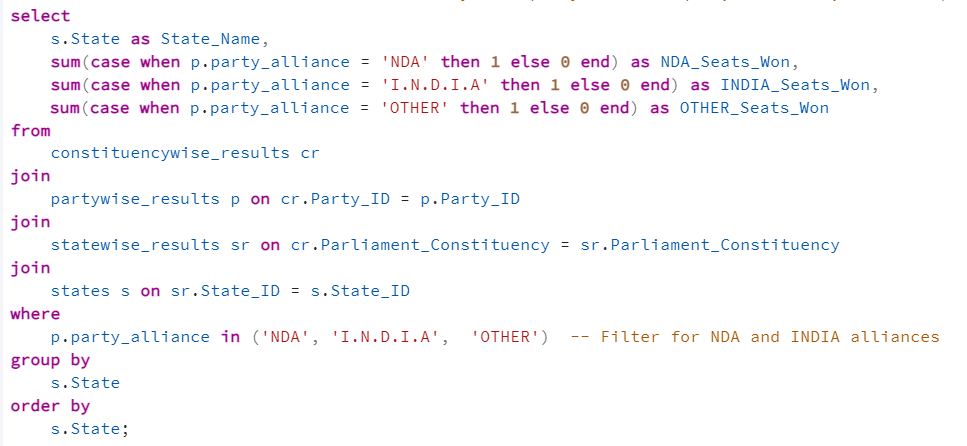 select
    s.State as State_Name,
    sum(case when p.party_alliance = 'NDA' then 1 else 0 end) as NDA_Seats_Won,
    sum(case when p.party_alliance = 'I.N.D.I.A' then 1 else 0 end) as INDIA_Seats_Won,
    sum(case when p.party_alliance = 'OTHER' then 1 else 0 end) as OTHER_Seats_Won
from
    constituencywise_results cr
join
    partywise_results p on cr.Party_ID = p.Party_ID
join
    statewise_results sr on cr.Parliament_Constituency = sr.Parliament_Constituency
join
    states s on sr.State_ID = s.State_ID
where
    p.party_alliance in ('NDA', 'I.N.D.I.A',  'OTHER')  -- Filter for NDA and INDIA alliances
group by
    s.State
order by
    s.State;